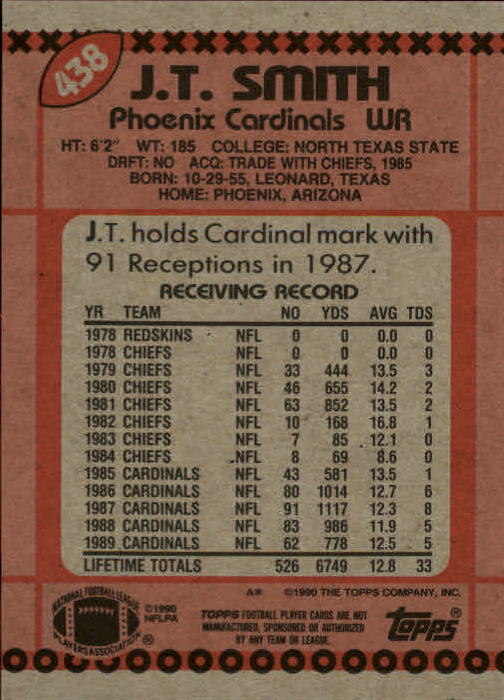 438
J.T. SMITH
Phoenix Cardinals WR
HT: 6'2" WT: 185 COLLEGE: NORTH TEXAS STATE
DRFT: NO ACQ: TRADE WITH CHIEFS, 1985
BORN: 10-29-55, LEONARD, TEXAS
HOME: PHOENIX, ARIZONA
J.T. holds Cardinal mark with
91 Receptions in 1987.
RECEIVING RECORD
YR TEAM NO YDS AVG TDS
1978 REDSKINS NFL 0 0 0.0 0
1978 CHIEFS NFL 0 0 0.0 0
1979 CHIEFS NFL 33 444 13.5 3
1980 CHIEFS NFL 46 655 14.2 2
1981 CHIEFS NFL 63 852 13.5 2
1982 CHIEFS NFL 10 168 16.8 1
1983 CHIEFS NFL 7 85 12.1 0
1984 CHIEFS NFL 8 69 8.6 0
1985 CARDINALS NFL 43 581 13.5 1
1986 CARDINALS NFL 80 1014 12.7 6
1987 CARDINALS NFL 91 1117 12.3 8
1988 CARDINALS NFL 83 986 11.9 5
1989 CARDINALS NFL 62 778 12.5 5
LIFETIME TOTALS 526 6749 12.8 33
A* ©1990 THE TOPPS COMPANY, INC.
NATIONAL FOOTBALL LEAGUE
PLAYERS ASSOCIATION ®
©1990
NFLPA
TOPPS FOOTBALL PLAYER CARDS ARE NOT
MANUFACTURED, SPONSORED OR AUTHORIZED
BY ANY TEAM OR LEAGUE.
topps®